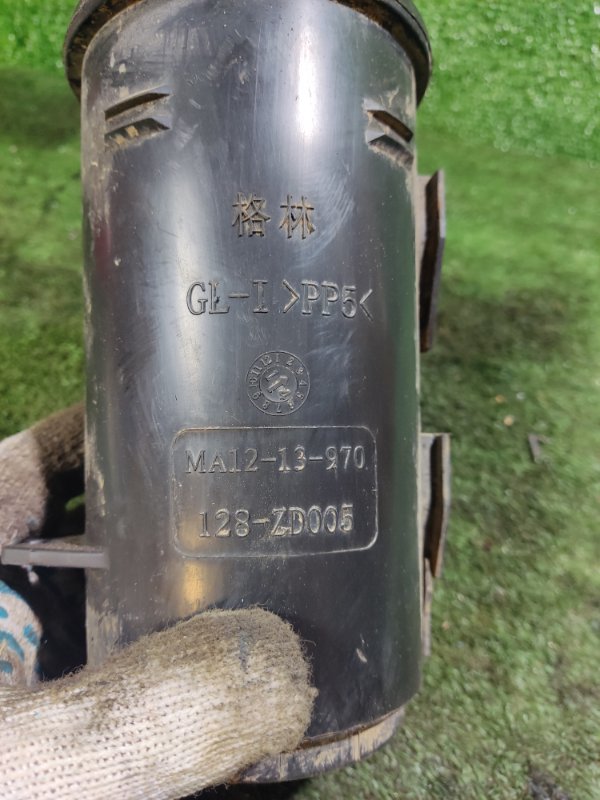 格林
GL-I >PP5<
MA12-13-970
128-ZD005